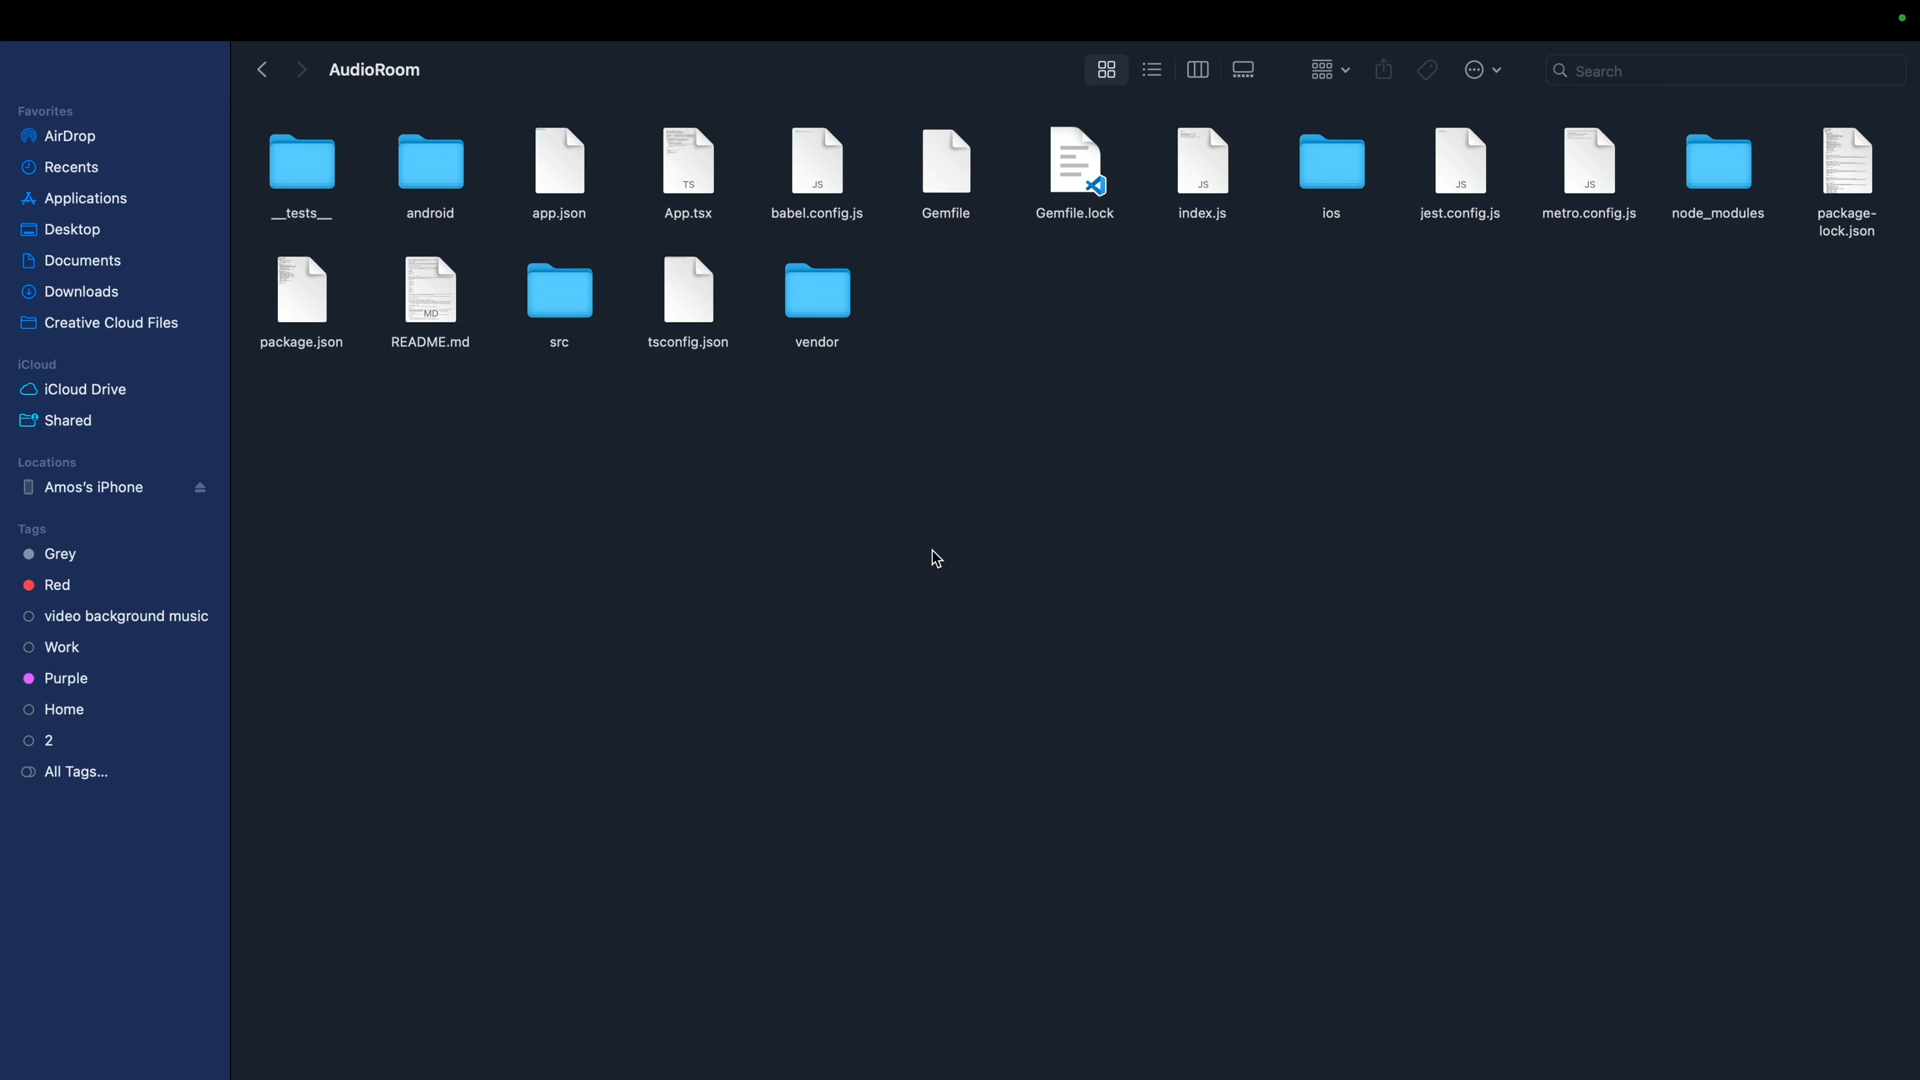 AudioRoom
Search
Favorites
AirDrop
Recents
Applications
Desktop
Documents
Downloads
Creative Cloud Files
iCloud
iCloud Drive
Shared
Locations
Amos's iPhone
Tags
Grey
Red
video background music
Work
Purple
Home
2
All Tags...
TS
JS
JS
JS
JS
__tests__
android
app.json
App.tsx
babel.config.js
Gemfile
Gemfile.lock
index.js
ios
jest.config.js
metro.config.js
node_modules
package-
lock.json
MD
package.json
README.md
src
tsconfig.json
vendor